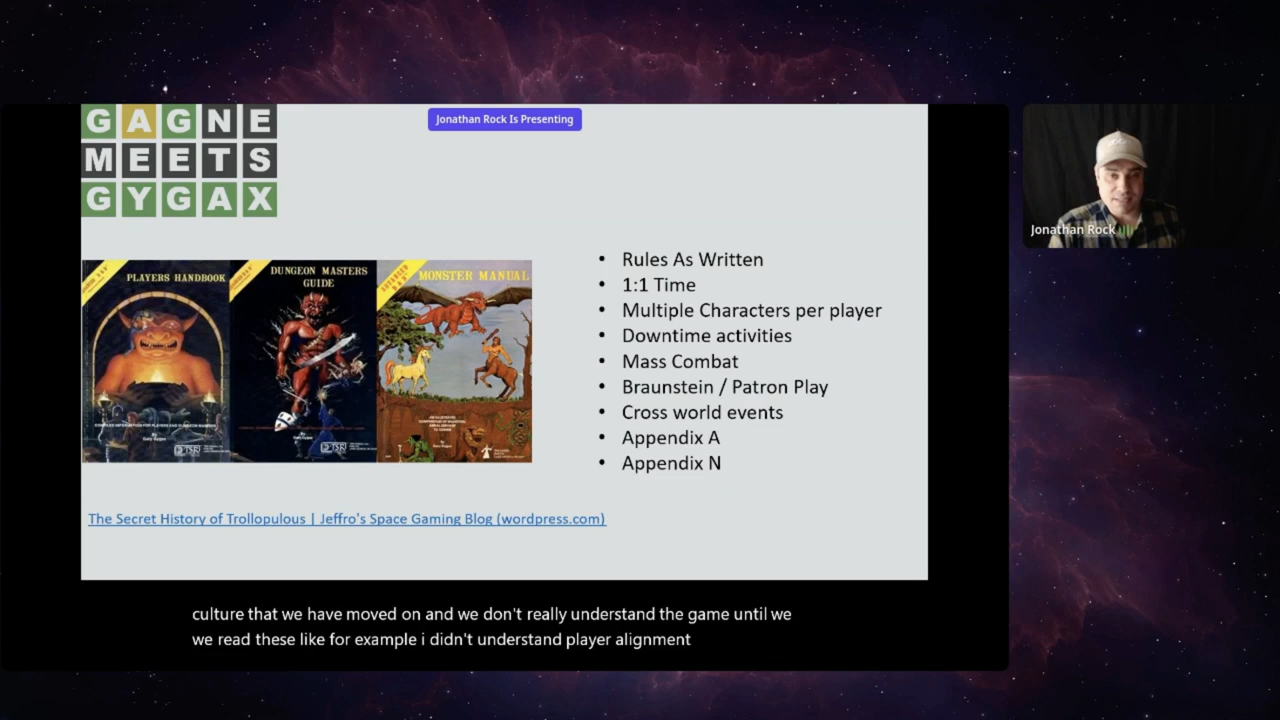 Jonathan Rock Is Presenting
GAGNE
MEETS
GYGAX
PLAYERS HANDBOOK
DUNGEON MASTERS
GUIDE
MONSTER MANUAL
• Rules As Written
• 1:1 Time
• Multiple Characters per player
• Downtime activities
• Mass Combat
• Braunstein / Patron Play
• Cross world events
• Appendix A
• Appendix N
The Secret History of Trollopulous | Jeffro's Space Gaming Blog (wordpress.com)
Jonathan Rock
culture that we have moved on and we don't really understand the game until we
we read these like for example i didn't understand player alignment